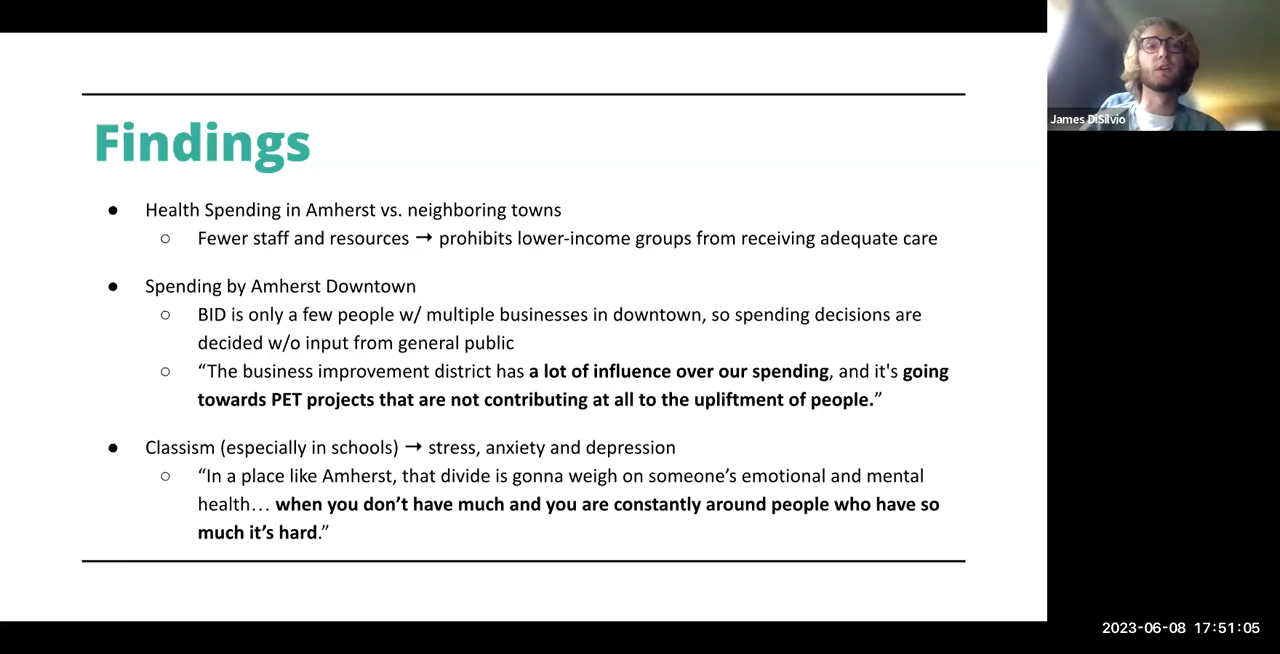 Findings
● Health Spending in Amherst vs. neighboring towns
○ Fewer staff and resources → prohibits lower-income groups from receiving adequate care
● Spending by Amherst Downtown
○ BID is only a few people w/ multiple businesses in downtown, so spending decisions are
decided w/o input from general public
○ “The business improvement district has a lot of influence over our spending, and it's going
towards PET projects that are not contributing at all to the upliftment of people.”
● Classism (especially in schools) → stress, anxiety and depression
○ “In a place like Amherst, that divide is gonna weigh on someone’s emotional and mental
health… when you don’t have much and you are constantly around people who have so
much it’s hard.”
James DiSilvio
2023-06-08 17:51:05